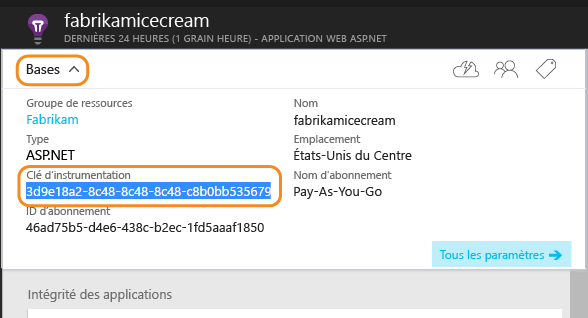 fabrikamicecream
DERNIÈRES 24 HEURES (1 GRAIN HEURE) - APPLICATION WEB ASP.NET
Bases
Groupe de ressources
Fabrikam
Nom
fabrikamicecream
Type
ASP.NET
Emplacement
États-Unis du Centre
Clé d'instrumentation
3d9e18a2-8c48-8c48-8c48-c8b0bb535679
Nom d'abonnement
Pay-As-You-Go
ID d'abonnement
46ad75b5-d4e6-438c-b2ec-1fd5aaaf1850
Tous les paramètres
Intégrité des applications